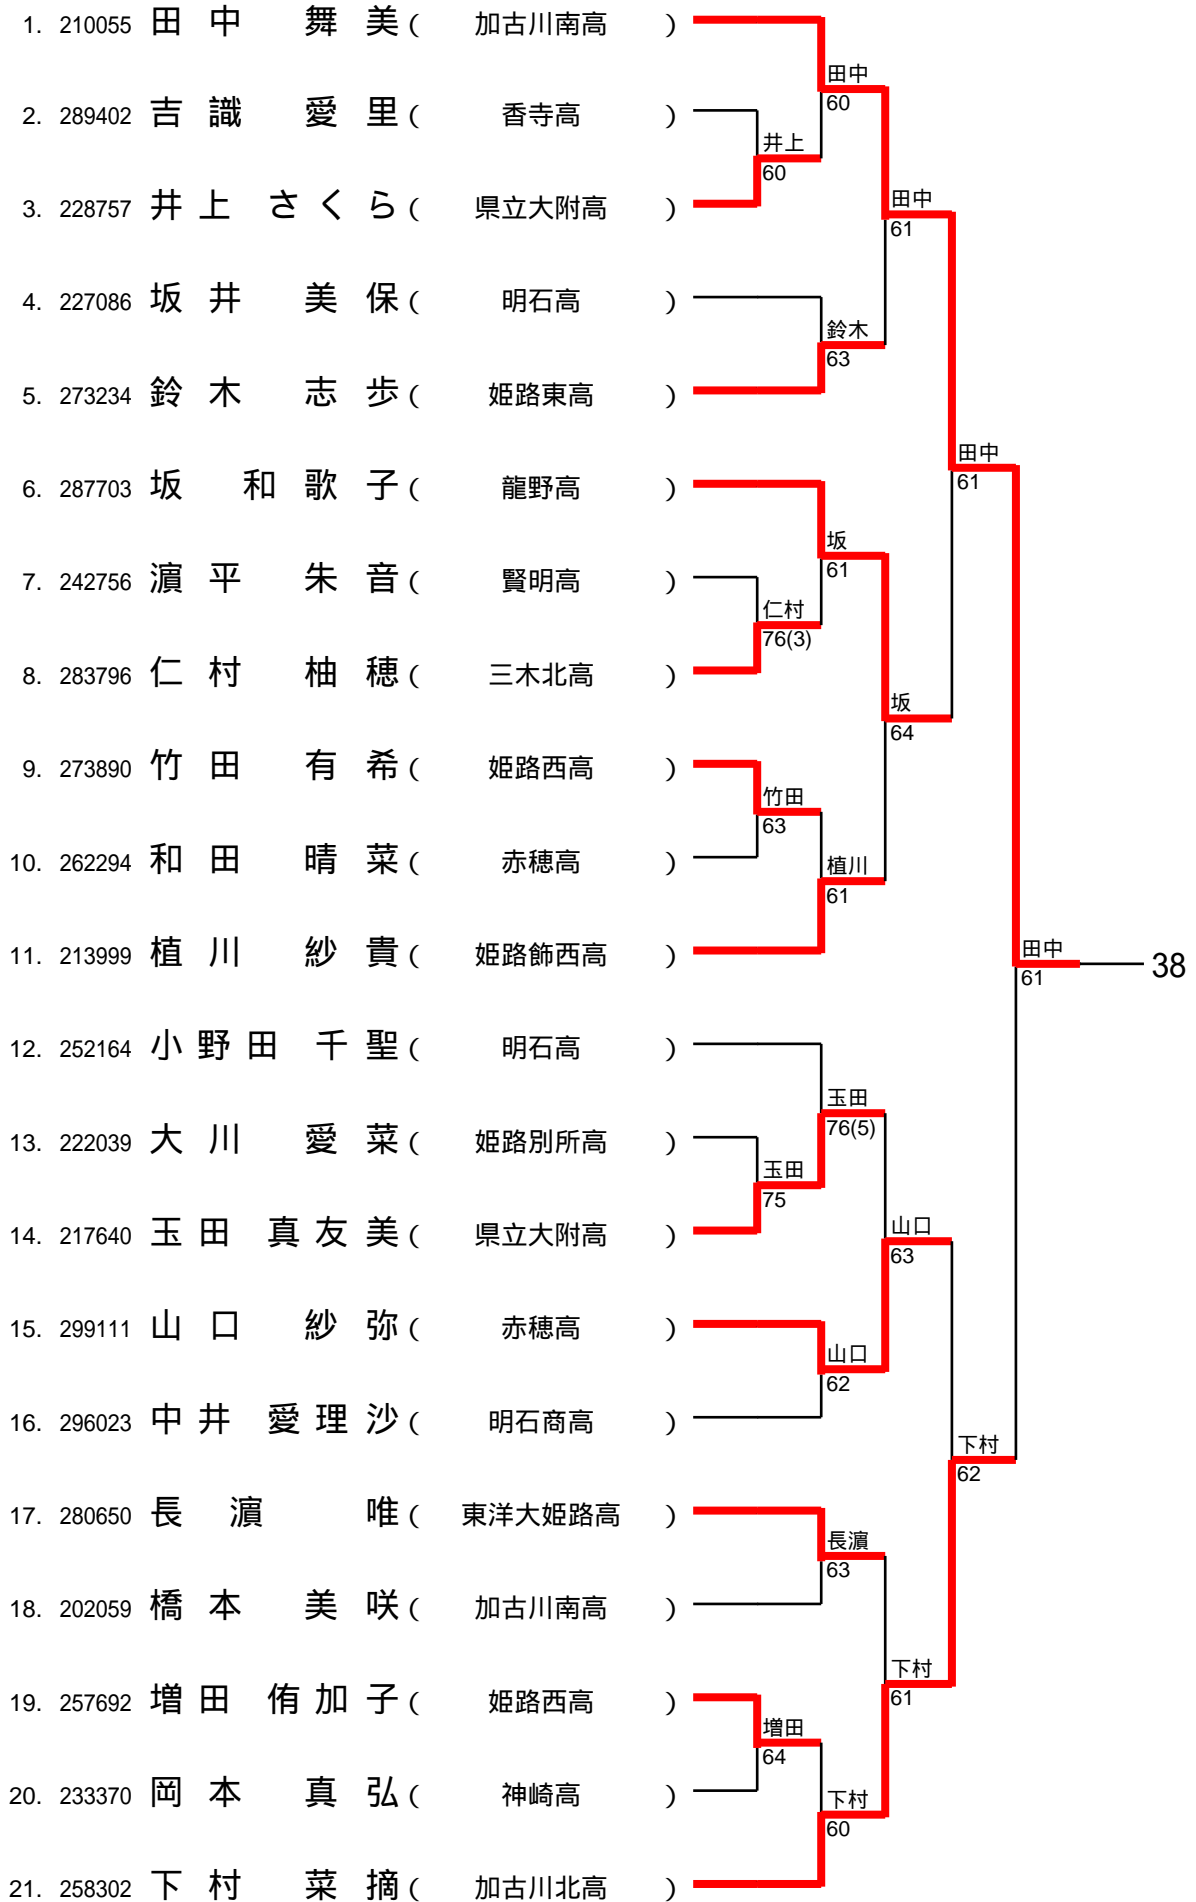 1. 210055 田中 舞美 ( 加古川南高 )
田中
2. 289402 吉識 愛里 ( 香寺高 )
60
井上
60
3. 228757 井上 さくら ( 県立大附高 )
田中
61
4. 227086 坂井 美保 ( 明石高 )
鈴木
63
5. 273234 鈴木 志歩 ( 姫路東高 )
田中
61
6. 287703 坂 和歌子 ( 龍野高 )
坂
61
7. 242756 濵平 朱音 ( 賢明高 )
仁村
76(3)
8. 283796 仁村 柚穂 ( 三木北高 )
坂
64
9. 273890 竹田 有希 ( 姫路西高 )
竹田
63
10. 262294 和田 晴菜 ( 赤穂高 )
植川
61
11. 213999 植川 紗貴 ( 姫路飾西高 )
田中
61
38
12. 252164 小野田 千聖 ( 明石高 )
玉田
76(5)
13. 222039 大川 愛菜 ( 姫路別所高 )
玉田
75
14. 217640 玉田 真友美 ( 県立大附高 )
山口
63
15. 299111 山口 紗弥 ( 赤穂高 )
山口
62
16. 296023 中井 愛理沙 ( 明石商高 )
下村
62
17. 280650 長濵 唯 ( 東洋大姫路高 )
長濵
63
18. 202059 橋本 美咲 ( 加古川南高 )
下村
61
19. 257692 増田 侑加子 ( 姫路西高 )
増田
64
20. 233370 岡本 真弘 ( 神崎高 )
下村
60
21. 258302 下村 菜摘 ( 加古川北高 )